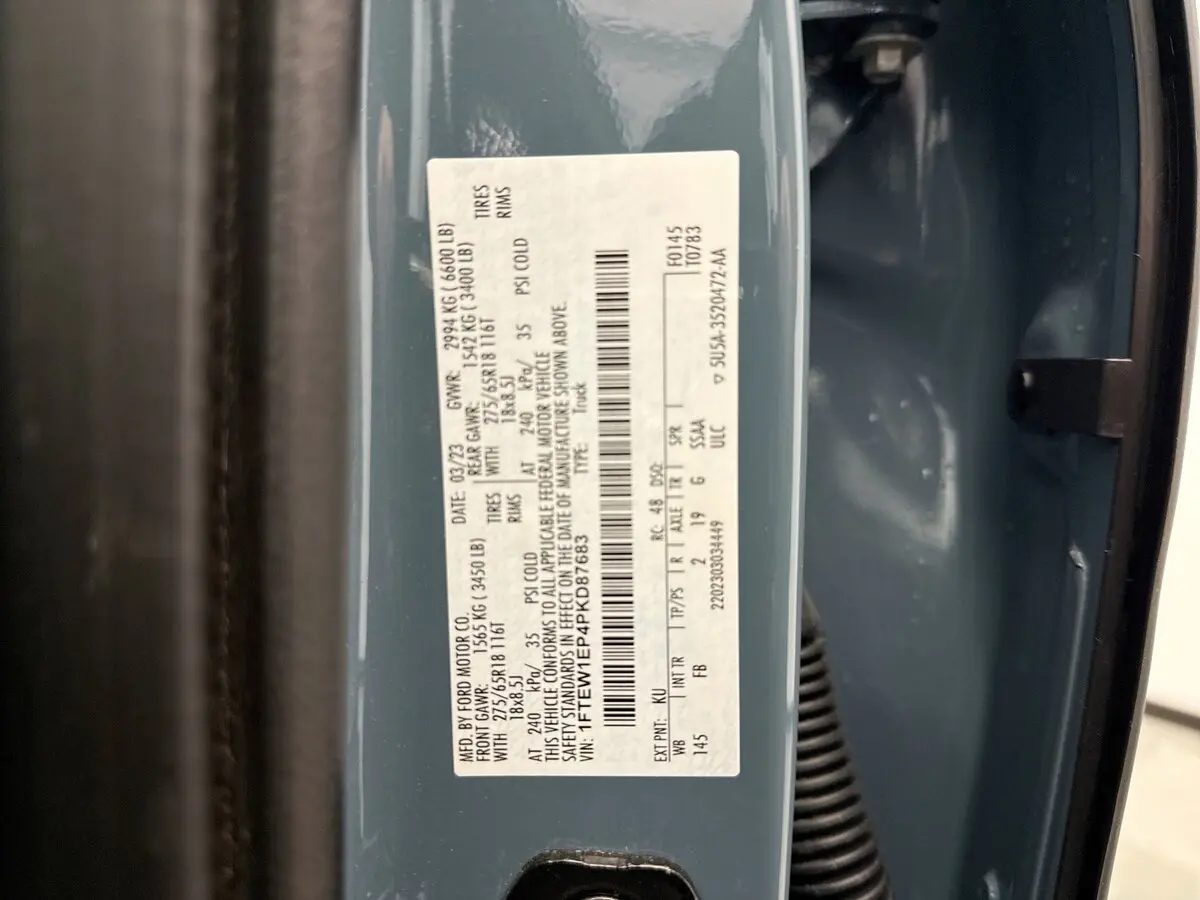 MFD. BY FORD MOTOR CO. DATE: 03/23 GVWR: 2994 KG ( 6600 LB)
FRONT GAWR: 1565 KG ( 3450 LB) REAR GAWR: 1542 KG ( 3400 LB)
WITH 275/65R18 116T TIRES WITH 275/65R18 116T TIRES
18x8.5J RIMS 18x8.5J RIMS
AT 240 kPa/ 35 PSI COLD AT 240 kPa/ 35 PSI COLD
THIS VEHICLE CONFORMS TO ALL APPLICABLE FEDERAL MOTOR VEHICLE
SAFETY STANDARDS IN EFFECT ON THE DATE OF MANUFACTURE SHOWN ABOVE.
VIN: 1FTEW1EP4PKD87683 TYPE: Truck
EXT PNT: KU RC: 48 DSO: F0145
WB INT TR TP/PS R AXLE TR SPR T0783
145 FB 2 19 G SSAA
2202303034449 ULC ▽ 5U5A-3520472-AA